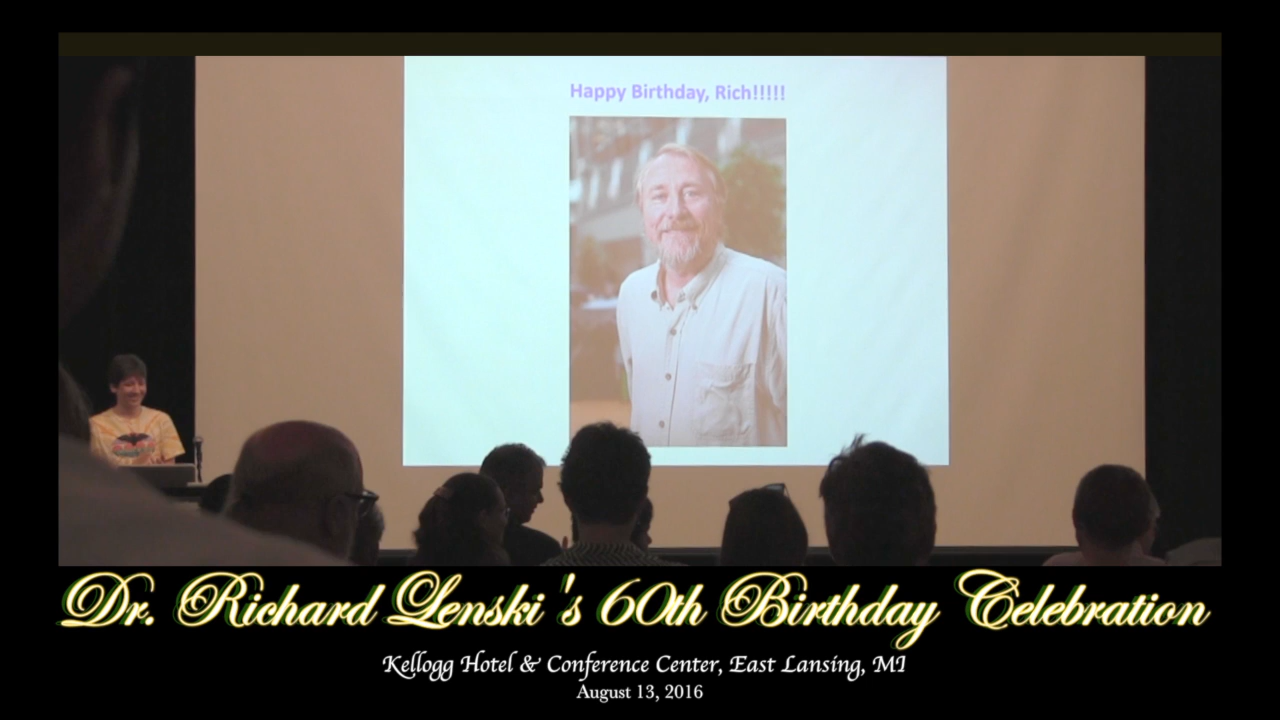 Happy Birthday, Rich!!!!!
Dr. Richard Lenski's 60th Birthday Celebration
Kellogg Hotel & Conference Center, East Lansing, MI
August 13, 2016